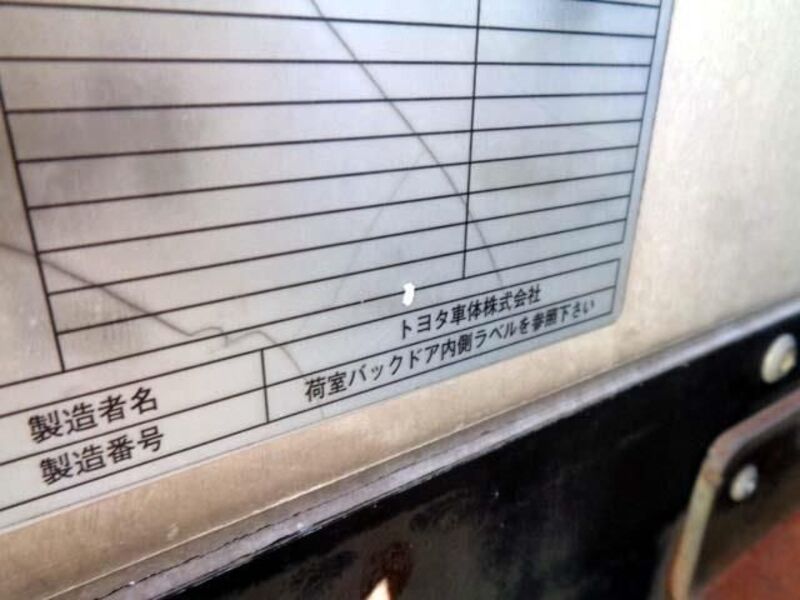 製造者名 トヨタ車体株式会社
製造番号 荷室バックドア内側ラベルを参照下さい